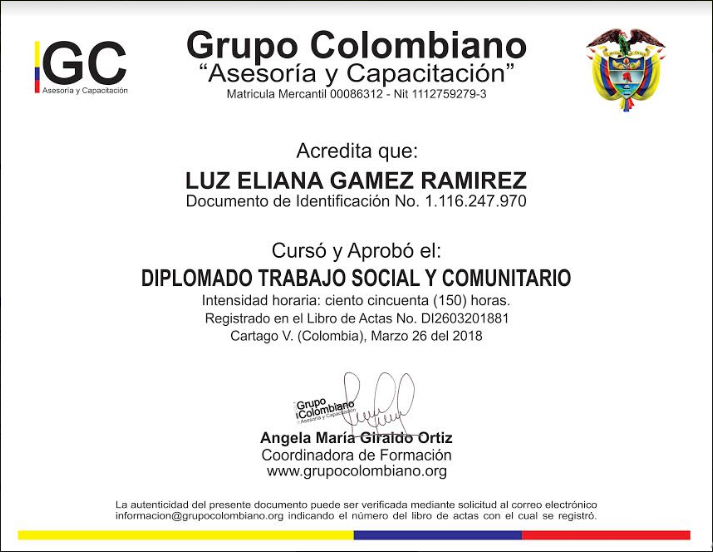 GC
Asesoría y Capacitación
Grupo Colombiano
“Asesoría y Capacitación”
Matricula Mercantil 00086312 - Nit 1112759279-3
Acredita que:
LUZ ELIANA GAMEZ RAMIREZ
Documento de Identificación No. 1.116.247.970
Cursó y Aprobó el:
DIPLOMADO TRABAJO SOCIAL Y COMUNITARIO
Intensidad horaria: ciento cincuenta (150) horas.
Registrado en el Libro de Actas No. DI2603201881
Cartago V. (Colombia), Marzo 26 del 2018
Grupo
Colombiano
Asesoría y Capacitación
Angela María Giraldo Ortiz
Coordinadora de Formación
www.grupocolombiano.org
La autenticidad del presente documento puede ser verificada mediante solicitud al correo electrónico
informacion@grupocolombiano.org indicando el número del libro de actas con el cual se registró.